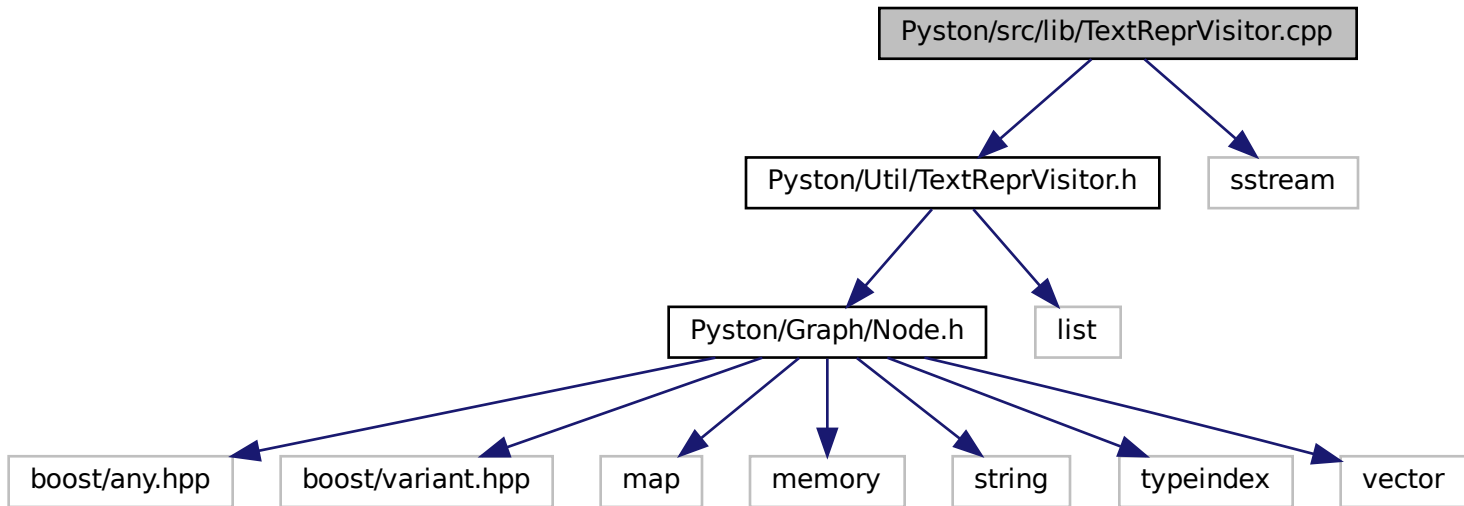 Pyston/src/lib/TextReprVisitor.cpp
Pyston/Util/TextReprVisitor.h
sstream
Pyston/Graph/Node.h
list
boost/any.hpp
boost/variant.hpp
map
memory
string
typeindex
vector